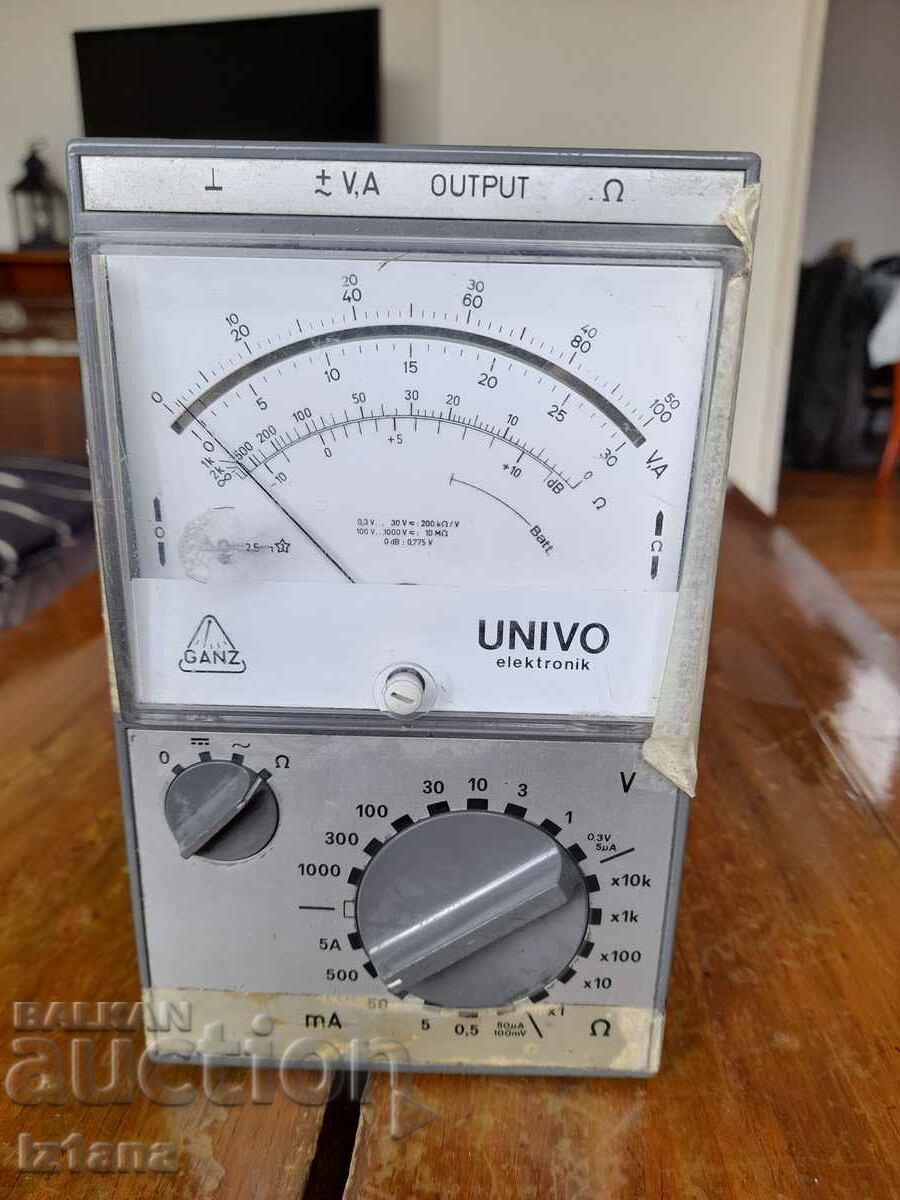 ⊥ ± ~ V,A OUTPUT Ω
0 10 20 30 40 50
20 40 60 80 100
0 5 10 15 20 25 30 V,A
∞ 2k 1k 500 200 100 50 30 20 10 0 Ω
-10 0 +5 +10 dB
0,3 V... 30 V ≂ : 200 kΩ/V
100 V...1000 V ≂ : 10 MΩ
0 dB : 0,775 V
Batt.
2.5
GANZ
UNIVO
elektronik
0 ⎓ ~ Ω
V
1000 300 100 30 10 3 1 0,3V 5μA
x10k
x1k
x100
x10
x1
Ω
5A
500
50
mA 5 0,5 50μA 100mV
BALKAN
auction
iz1ana